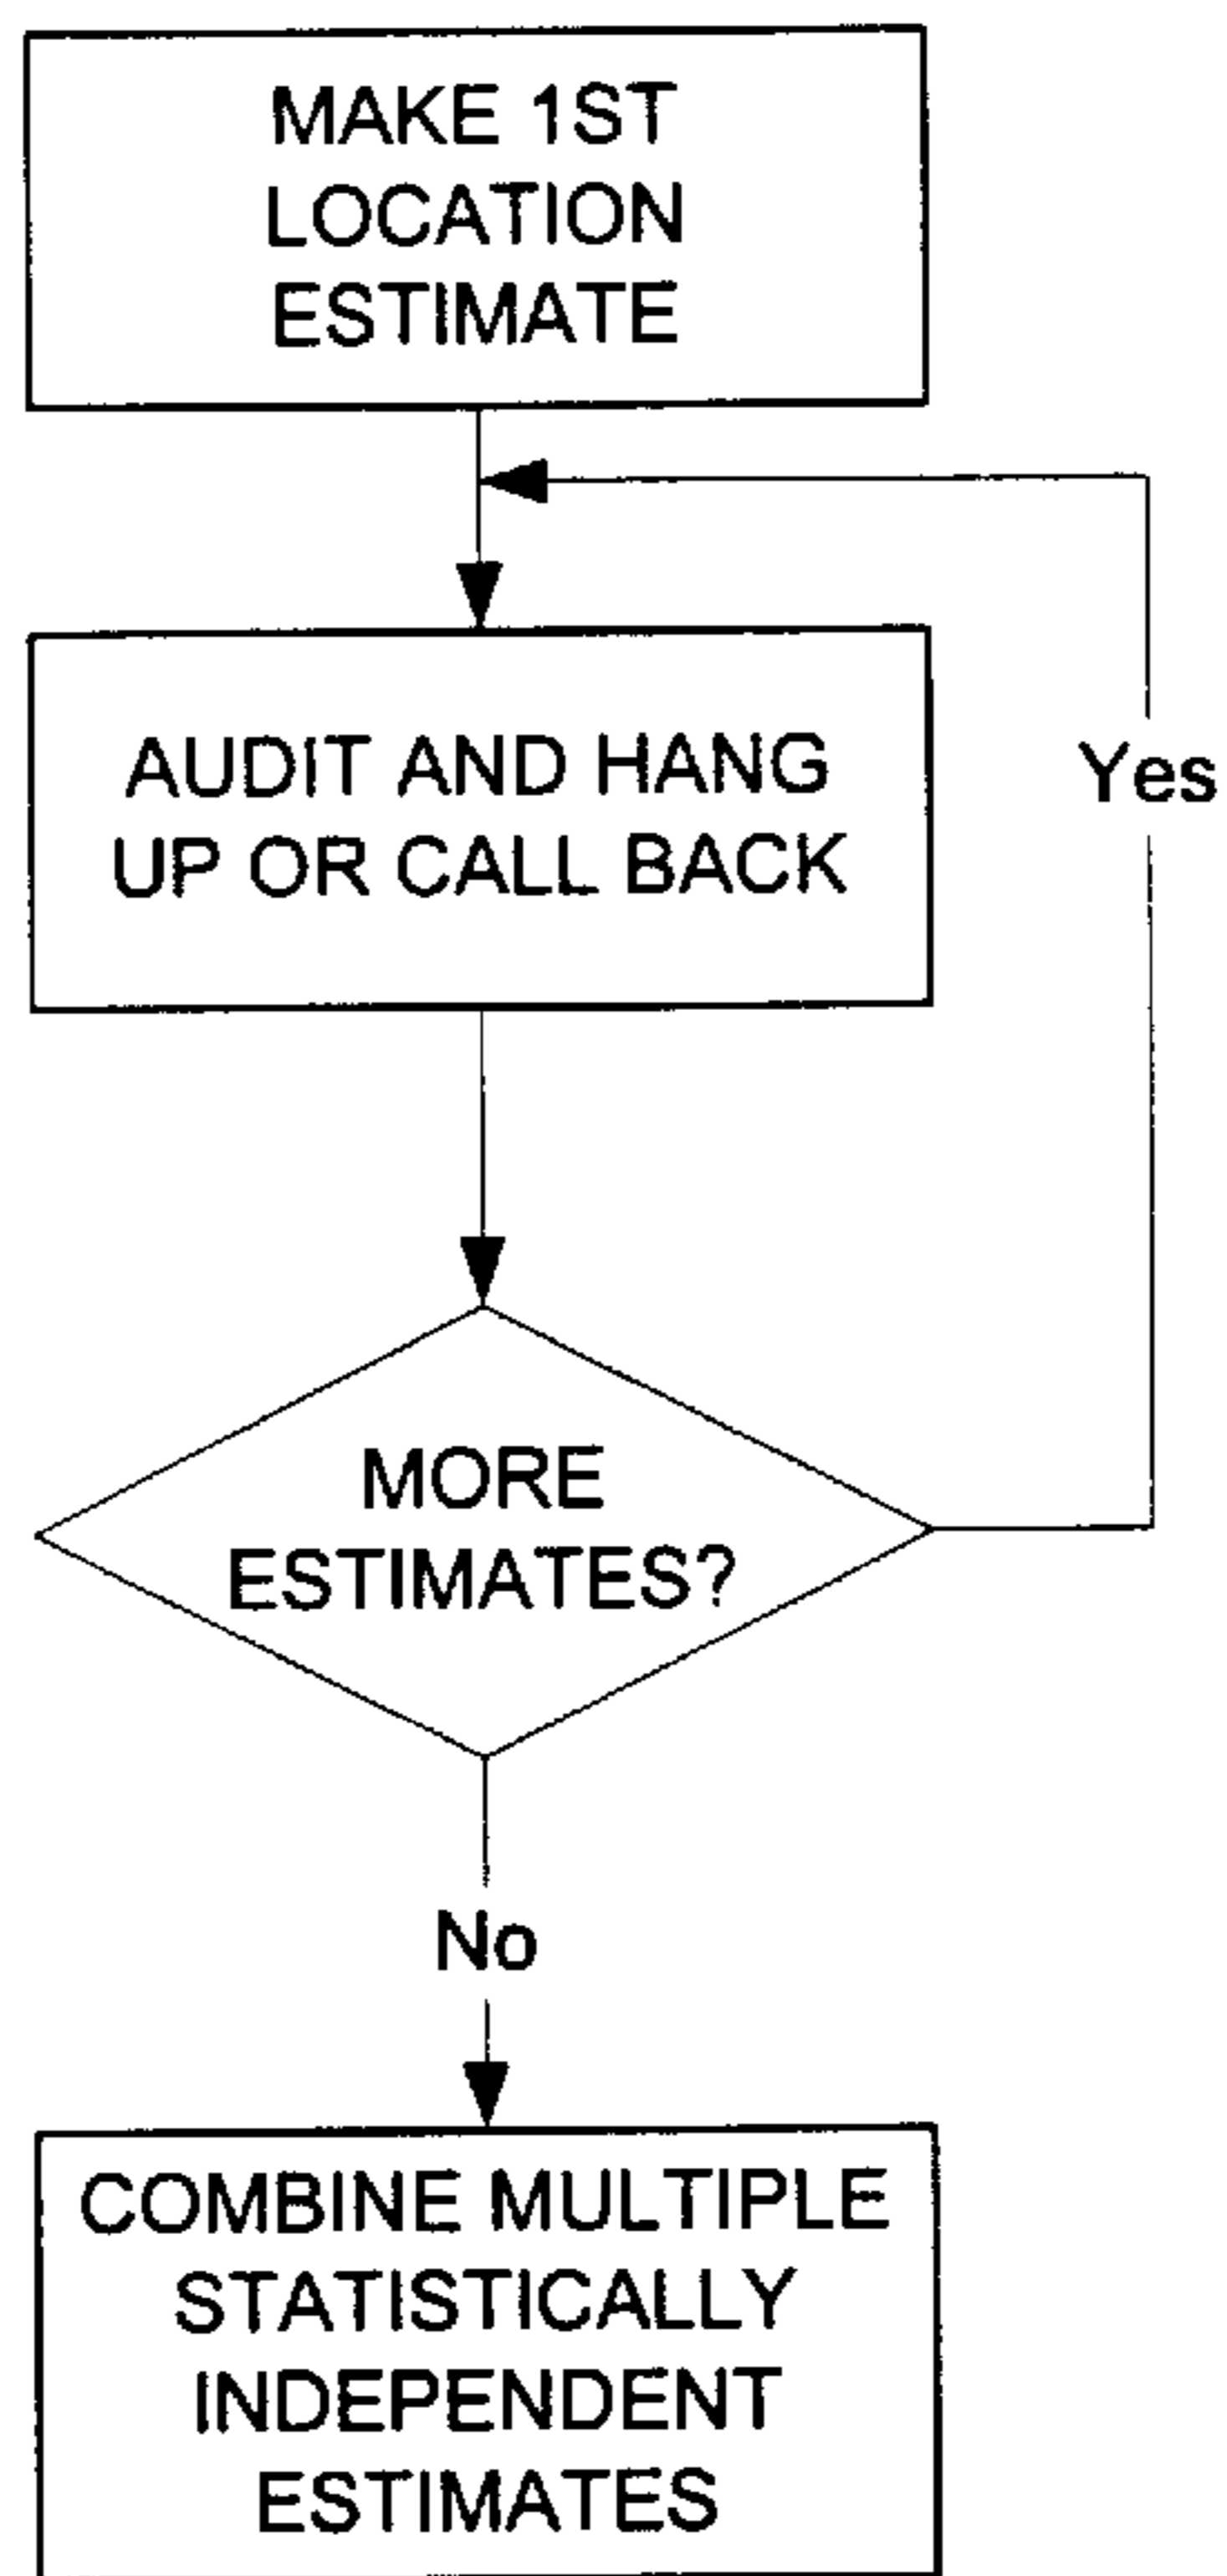 MAKE 1ST
LOCATION
ESTIMATE
AUDIT AND HANG
UP OR CALL BACK
Yes
MORE
ESTIMATES?
No
COMBINE MULTIPLE
STATISTICALLY
INDEPENDENT
ESTIMATES